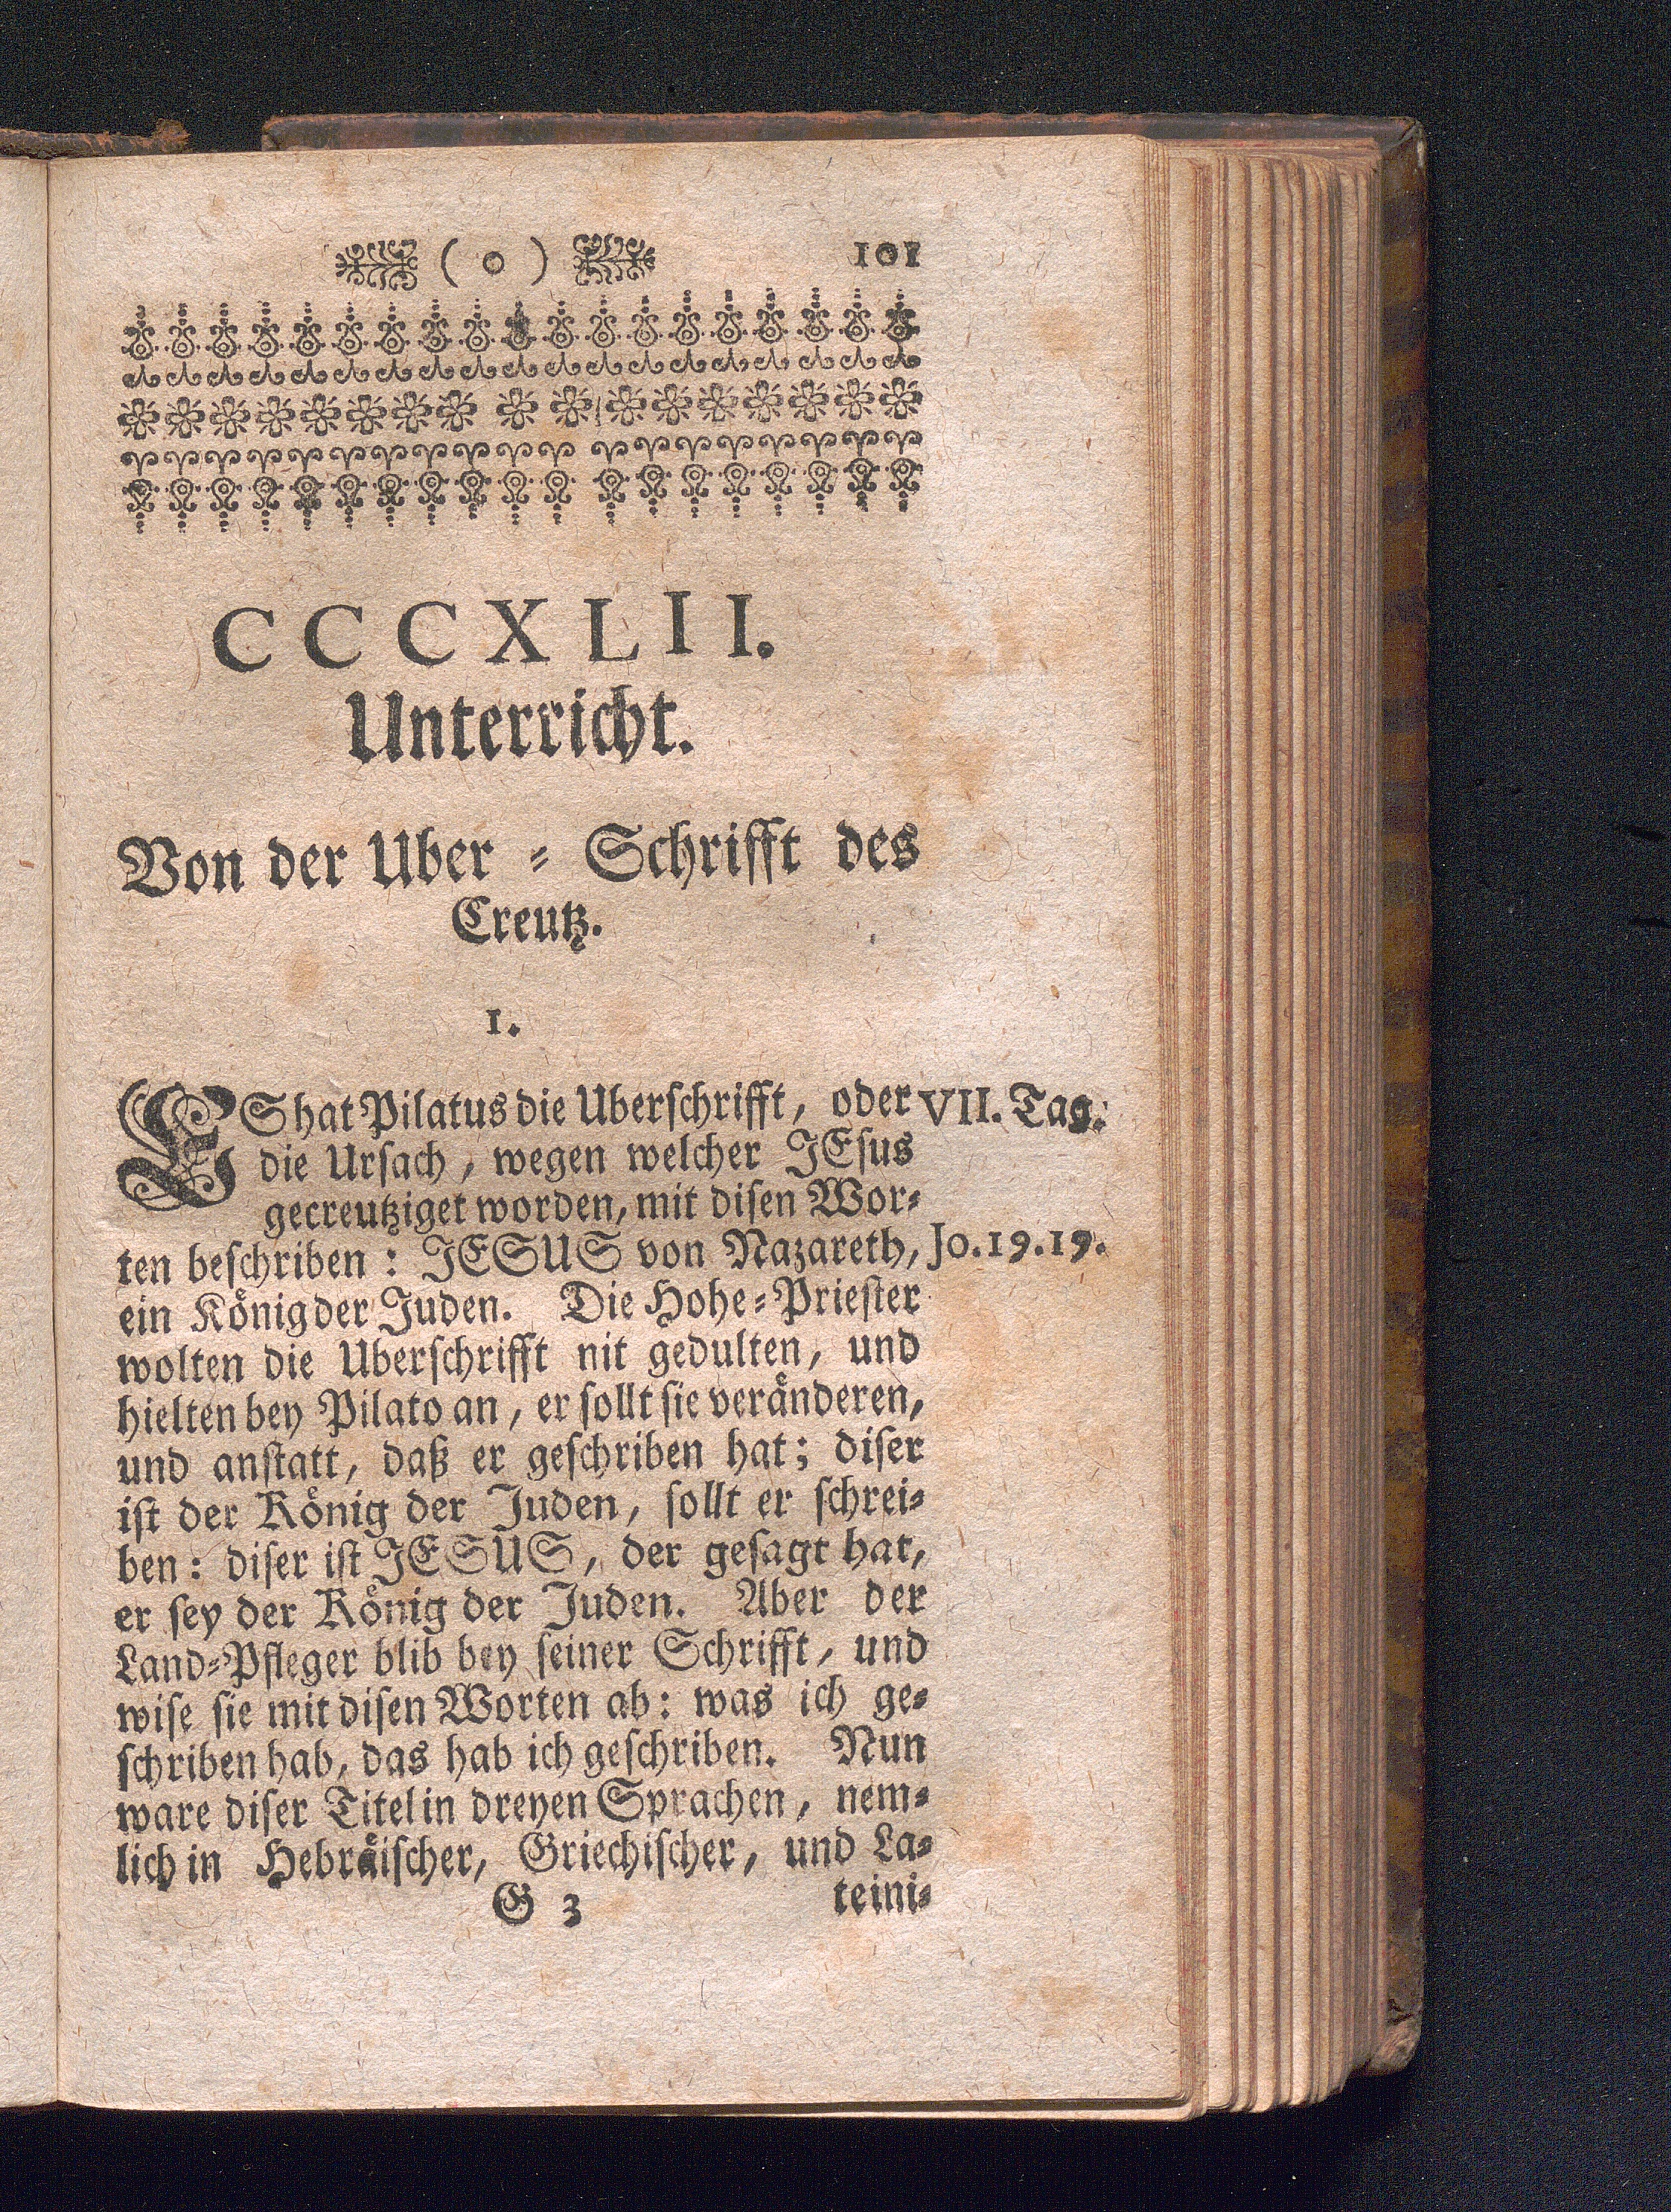 ( o ) 101
CCCXLII.
Unterricht.
Von der Uber = Schrifft des
Creutz.
1.
ES hat Pilatus die Uberschrifft, oder VII. Tag.
die Ursach, wegen welcher JEsus
gecreutziget worden, mit disen Wor=
ten beschriben: JESUS von Nazareth, Jo. 19. 19.
ein König der Juden. Die Hohe=Priester
wolten die Uberschrifft nit gedulten, und
hielten bey Pilato an, er sollt sie veränderen,
und anstatt, daß er geschriben hat; diser
ist der König der Juden, sollt er schrei=
ben: diser ist JESUS, der gesagt hat,
er sey der König der Juden. Aber der
Land=Pfleger blib bey seiner Schrifft, und
wise sie mit disen Worten ab: was ich ge=
schriben hab, das hab ich geschriben. Nun
ware diser Titel in dreyen Sprachen, nem=
lich in Hebräischer, Griechischer, und La=
G 3 teini=